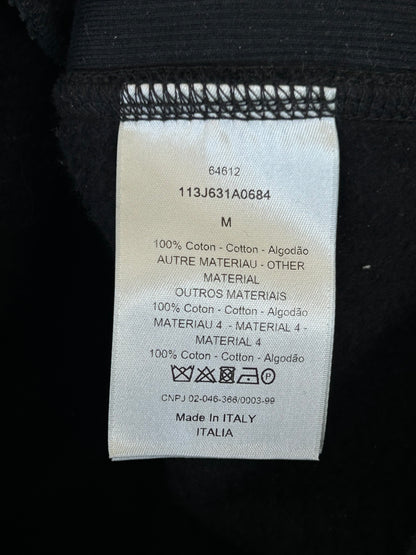 64612
113J631A0684
M
100% Coton - Cotton - Algodão
AUTRE MATERIAU - OTHER
MATERIAL
OUTROS MATERIAIS
100% Coton - Cotton - Algodão
MATERIAU 4 - MATERIAL 4 -
MATERIAL 4
100% Coton - Cotton - Algodão
P
CNPJ 02-046-366/0003-99
Made In ITALY
ITALIA